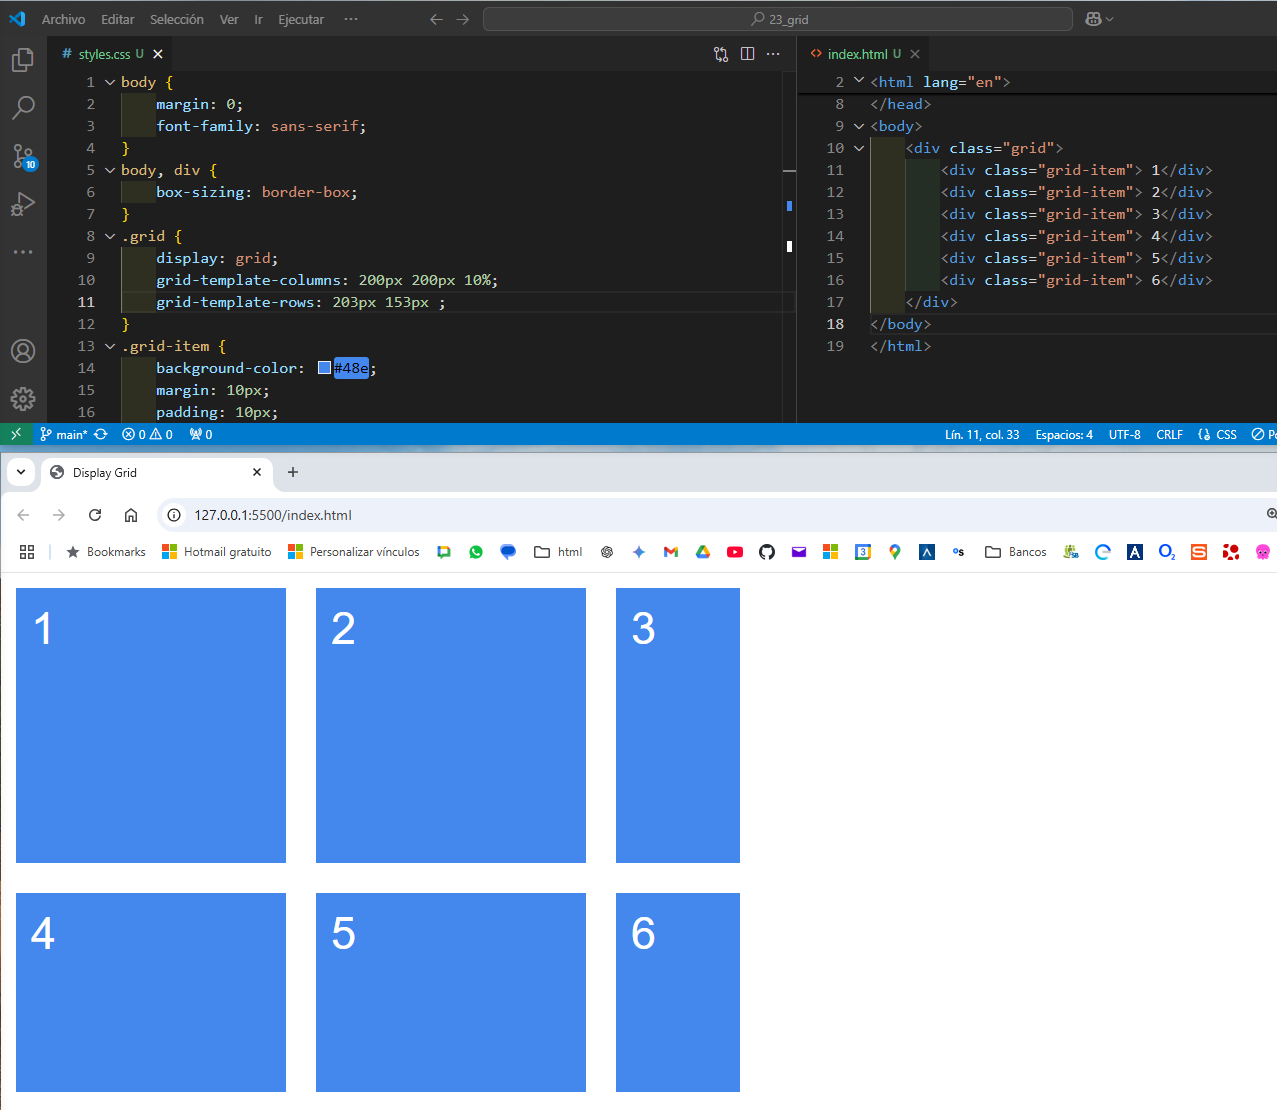 Archivo Editar Selección Ver Ir Ejecutar ··· 23_grid
# styles.css U
1 body {
2 margin: 0;
3 font-family: sans-serif;
4 }
5 body, div {
6 box-sizing: border-box;
7 }
8 .grid {
9 display: grid;
10 grid-template-columns: 200px 200px 10%;
11 grid-template-rows: 203px 153px ;
12 }
13 .grid-item {
14 background-color: #48e;
15 margin: 10px;
16 padding: 10px;
10
<> index.html U
2 <html lang="en">
8 </head>
9 <body>
10 <div class="grid">
11 <div class="grid-item"> 1</div>
12 <div class="grid-item"> 2</div>
13 <div class="grid-item"> 3</div>
14 <div class="grid-item"> 4</div>
15 <div class="grid-item"> 5</div>
16 <div class="grid-item"> 6</div>
17 </div>
18 </body>
19 </html>
main* 0 0 0 Lín. 11, col. 33 Espacios: 4 UTF-8 CRLF {} CSS
Display Grid
127.0.0.1:5500/index.html
Bookmarks Hotmail gratuito Personalizar vínculos html 3 os Bancos SB A O2 S
1 2 3
4 5 6